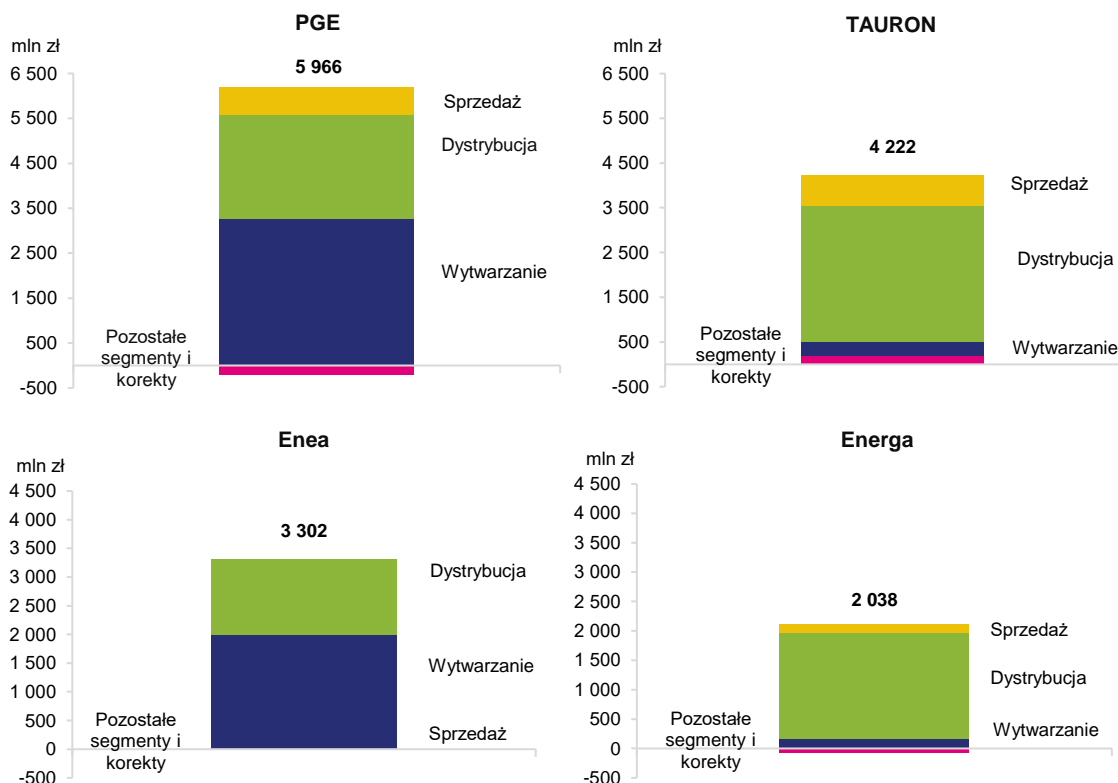 PGE
mln zł
5 966
6 500
5 500
4 500
3 500
2 500
1 500
500
-500
Sprzedaż
Dystrybucja
Wytwarzanie
Pozostałe
segmenty i
korekty
TAURON
mln zł
4 222
6 500
5 500
4 500
3 500
2 500
1 500
500
-500
Sprzedaż
Dystrybucja
Wytwarzanie
Pozostałe
segmenty i
korekty
Enea
mln zł
3 302
4 500
4 000
3 500
3 000
2 500
2 000
1 500
1 000
500
0
-500
Dystrybucja
Wytwarzanie
Sprzedaż
Pozostałe
segmenty i
korekty
Energa
mln zł
2 038
4 500
4 000
3 500
3 000
2 500
2 000
1 500
1 000
500
0
-500
Sprzedaż
Dystrybucja
Wytwarzanie
Pozostałe
segmenty i
korekty